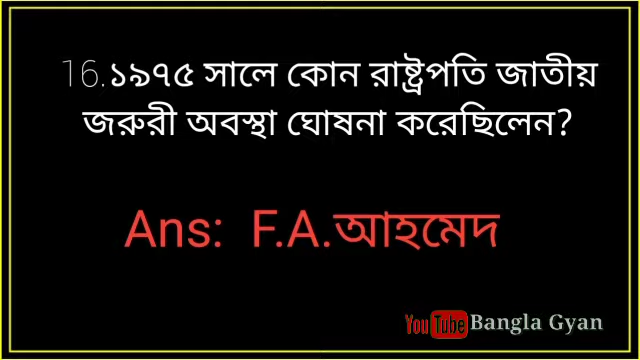 16.১৯৭৫ সালে কোন রাষ্ট্রপতি জাতীয়
জরুরী অবস্থা ঘোষনা করেছিলেন?
Ans: F.A.আহমেদ
YouTube Bangla Gyan